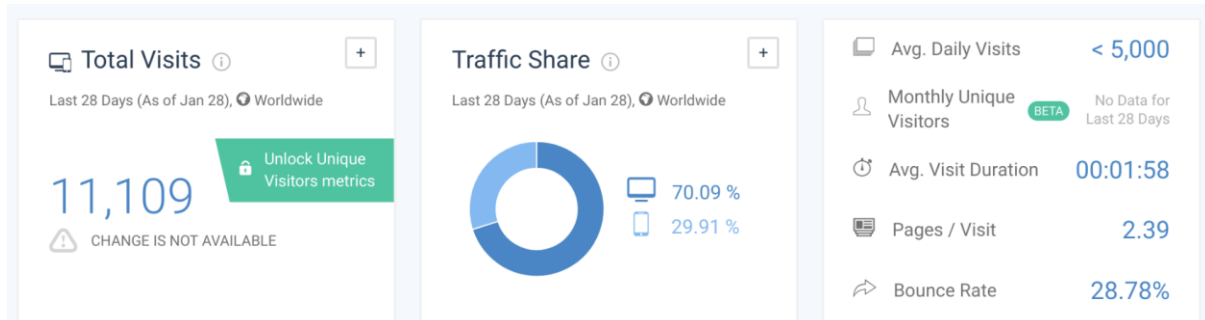 Total Visits
+
Last 28 Days (As of Jan 28), Worldwide
Unlock Unique
Visitors metrics
11,109
CHANGE IS NOT AVAILABLE
Traffic Share
+
Last 28 Days (As of Jan 28), Worldwide
70.09 %
29.91 %
Avg. Daily Visits < 5,000
Monthly Unique
Visitors
BETA
No Data for
Last 28 Days
Avg. Visit Duration 00:01:58
Pages / Visit 2.39
Bounce Rate 28.78%